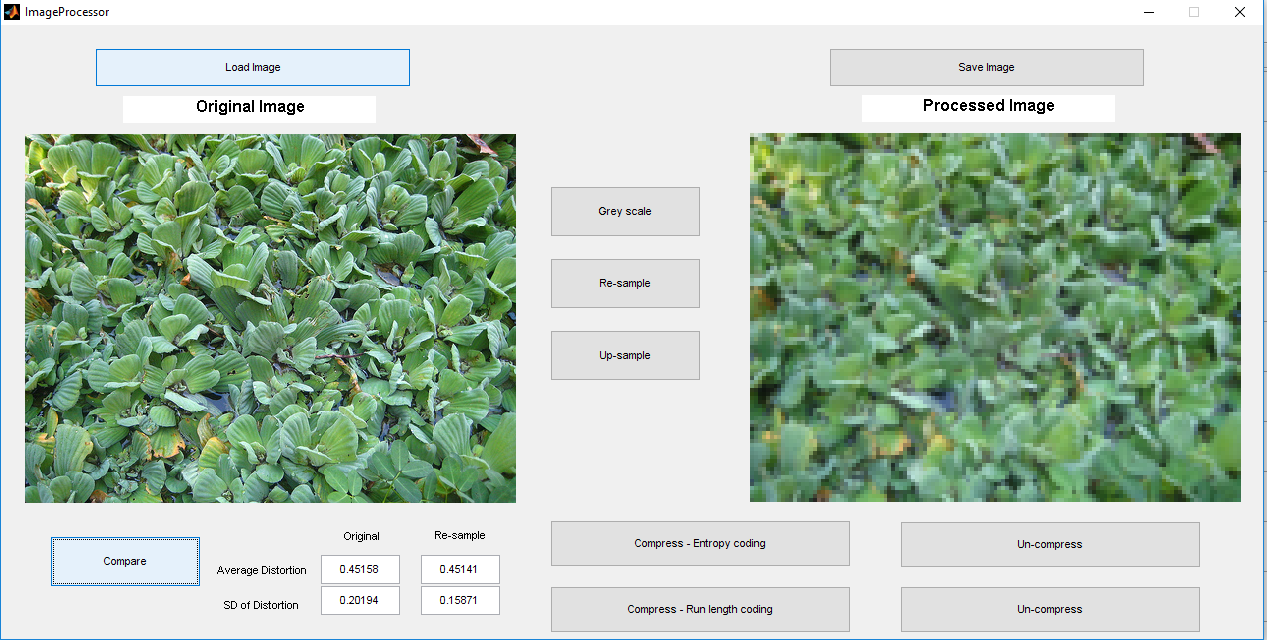 ImageProcessor
Load Image
Save Image
Original Image
Processed Image
Grey scale
Re-sample
Up-sample
Original
Re-sample
Compare
Average Distortion
0.45158
0.45141
SD of Distortion
0.20194
0.15871
Compress - Entropy coding
Un-compress
Compress - Run length coding
Un-compress